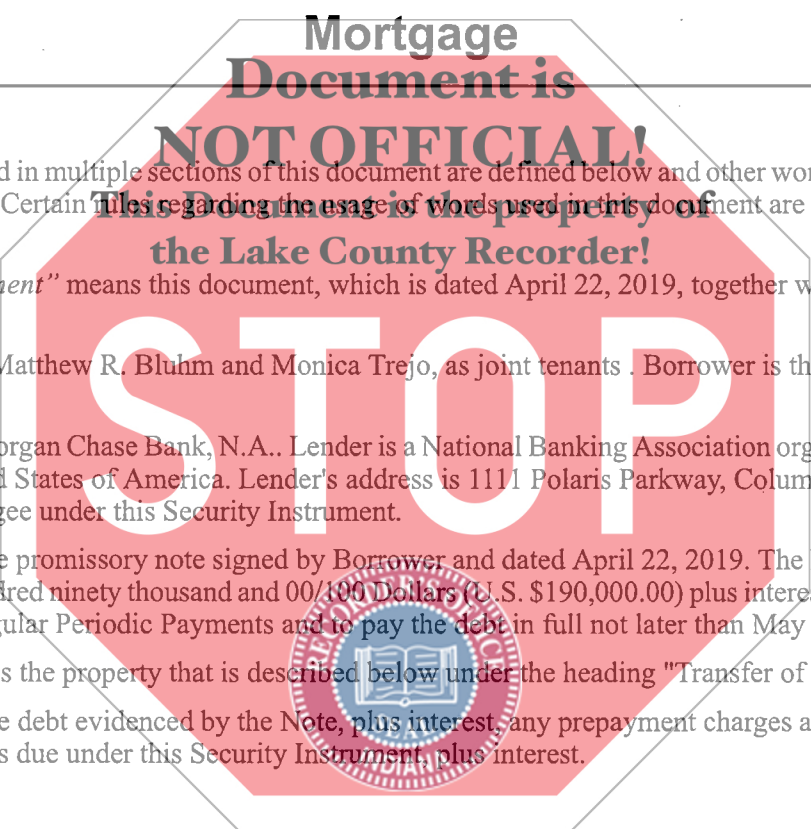 Mortgage
Document is
NOT OFFICIAL!
d in multiple sections of this document are defined below and other wor
Certain rules regarding the usage of words used in this document are
This Document is the property of
the Lake County Recorder!
ent” means this document, which is dated April 22, 2019, together w
Matthew R. Bluhm and Monica Trejo, as joint tenants . Borrower is th
STOP
organ Chase Bank, N.A.. Lender is a National Banking Association org
d States of America. Lender's address is 1111 Polaris Parkway, Colum
gee under this Security Instrument.
e promissory note signed by Borrower and dated April 22, 2019. The
dred ninety thousand and 00/100 Dollars (U.S. $190,000.00) plus intere
gular Periodic Payments and to pay the debt in full not later than May
s the property that is described below under the heading "Transfer of
e debt evidenced by the Note, plus interest, any prepayment charges a
s due under this Security Instrument, plus interest.
RECORDER'S OFFICE
SEAL
INDIANA